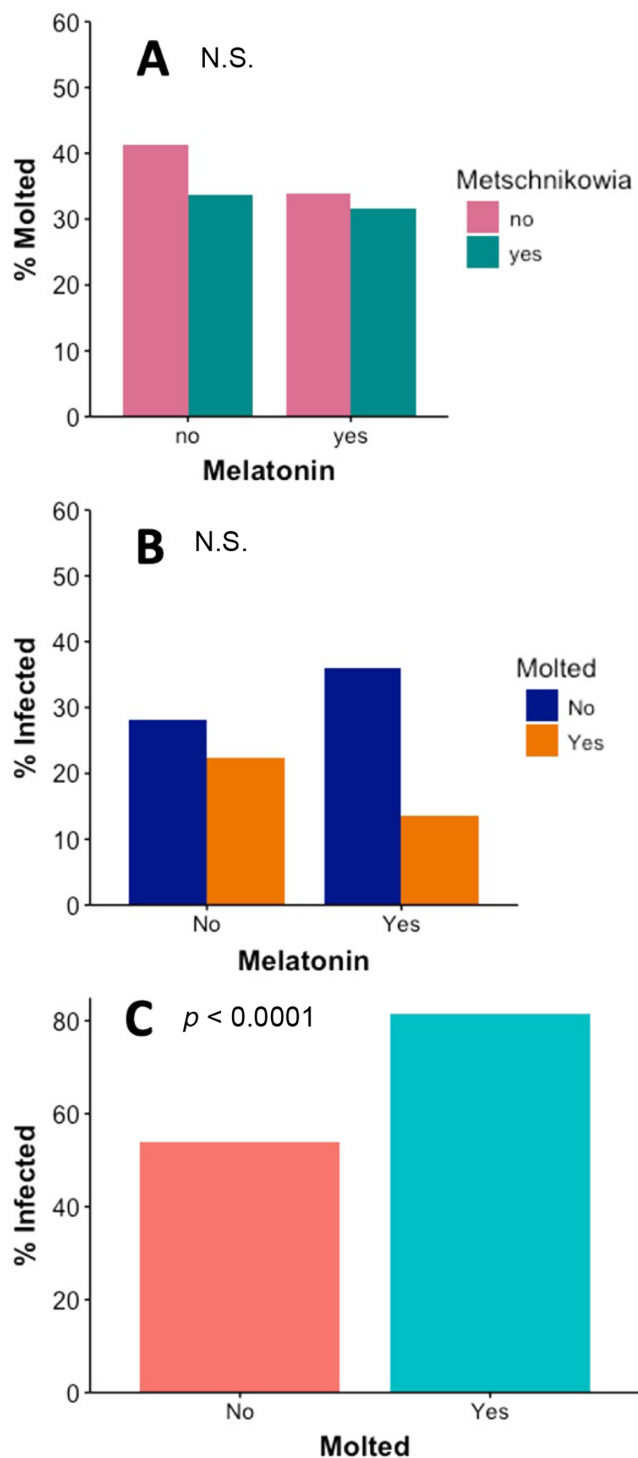 A N.S.
60
50
40
30
20
10
0
% Molted
no yes
Melatonin
Metschnikowia
no
yes
B N.S.
60
50
40
30
20
10
0
% Infected
No Yes
Melatonin
Molted
No
Yes
C p < 0.0001
80
60
40
20
0
% Infected
No Yes
Molted